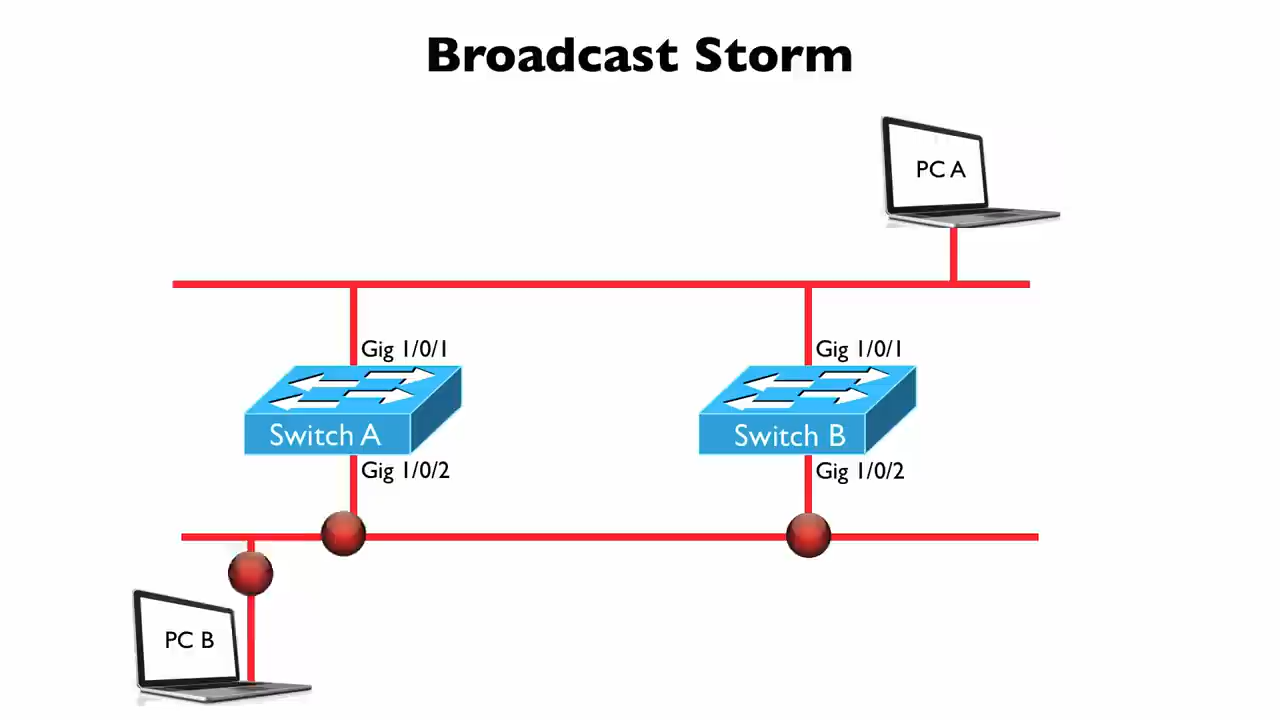 Broadcast Storm
PC A
Gig 1/0/1
Gig 1/0/1
Switch A
Switch B
Gig 1/0/2
Gig 1/0/2
PC B